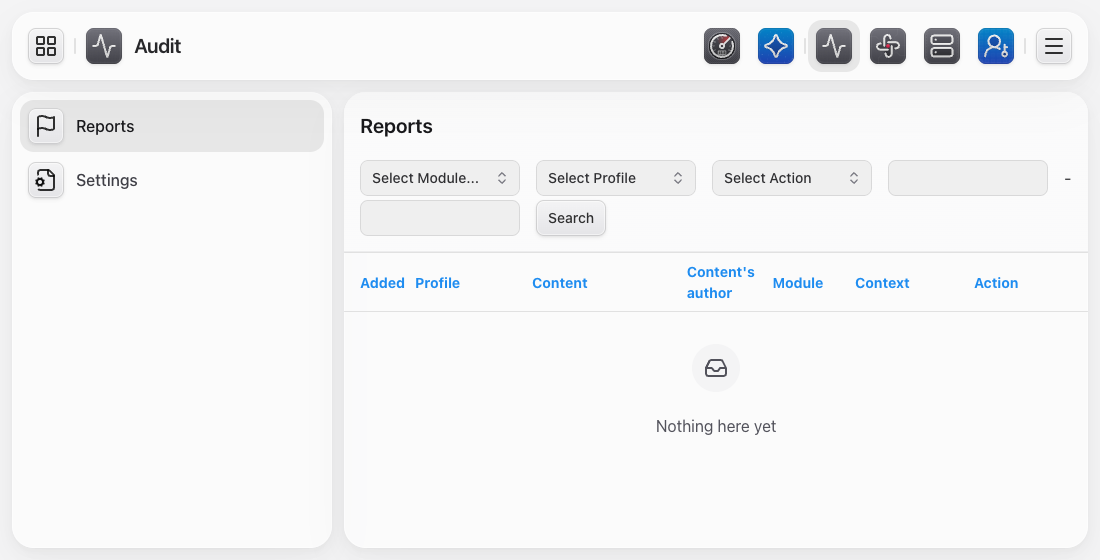 Audit
Reports
Settings
Reports
Select Module...
Select Profile
Select Action
-
Search
Added
Profile
Content
Content's
author
Module
Context
Action
Nothing here yet